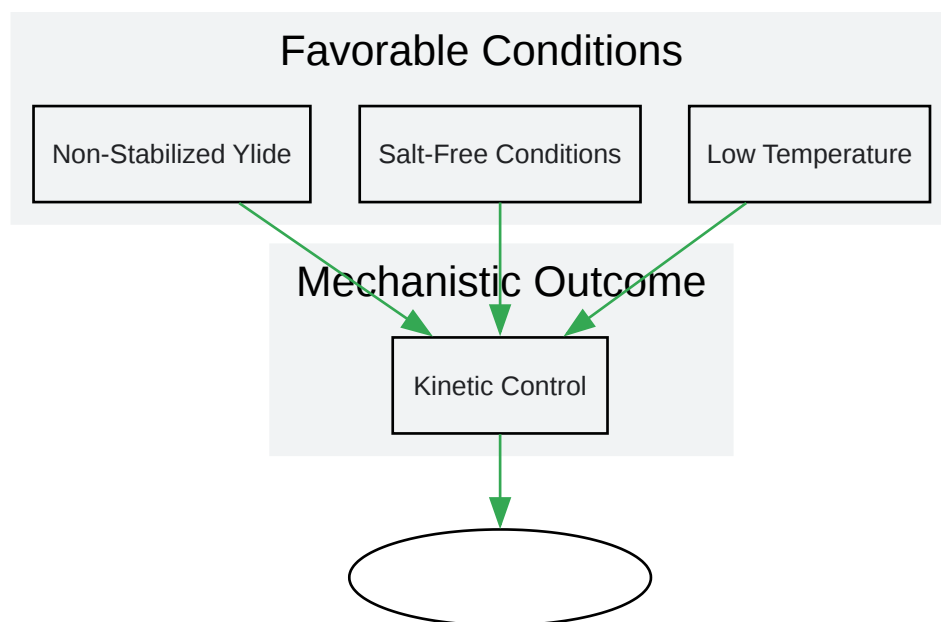 Favorable Conditions
Non-Stabilized Ylide
Salt-Free Conditions
Low Temperature
Mechanistic Outcome
Kinetic Control